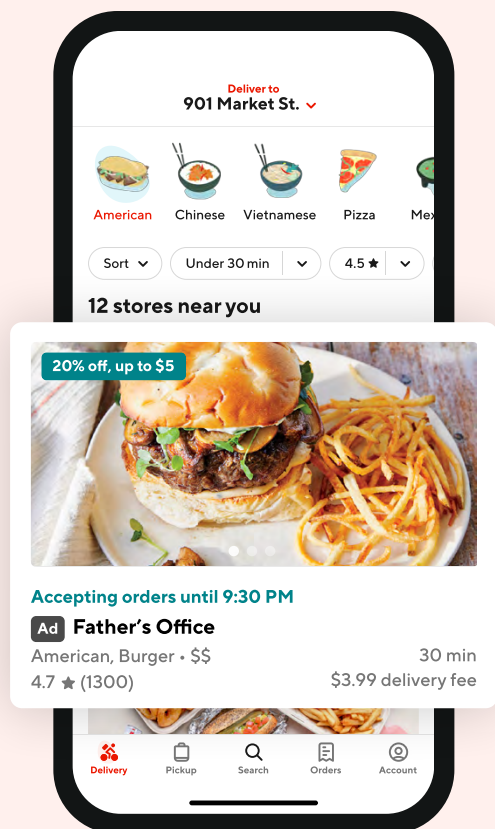 Deliver to
901 Market St.
American Chinese Vietnamese Pizza
Sort Under 30 min 4.5 ★
12 stores near you
20% off, up to $5
Accepting orders until 9:30 PM
Ad Father's Office
American, Burger • $$ 30 min
4.7 ★ (1300) $3.99 delivery fee
Delivery Pickup Search Orders Account